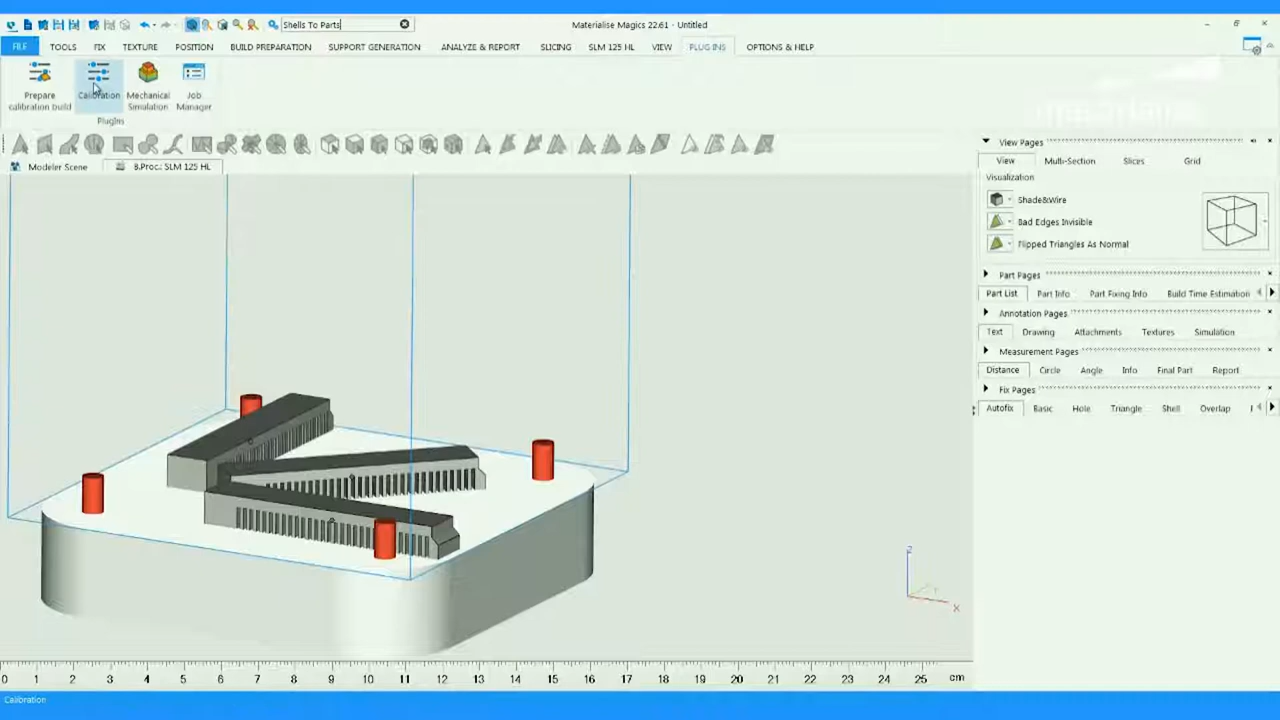 Shells To Parts
Materialise Magics 22.61 - Untitled
FILE TOOLS FIX TEXTURE POSITION BUILD PREPARATION SUPPORT GENERATION ANALYZE & REPORT SLICING SLM 125 HL VIEW PLUG INS OPTIONS & HELP
Prepare calibration build
Calibration
Mechanical Simulation
Job Manager
PlugIns
Modeler Scene B.Proc.: SLM 125 HL
View Pages
View Multi-Section Slices Grid
Visualization
Shade&Wire
Bad Edges Invisible
Flipped Triangles As Normal
Part Pages
Part List Part Info Part Fixing Info Build Time Estimation
Annotation Pages
Text Drawing Attachments Textures Simulation
Measurement Pages
Distance Circle Angle Info Final Part Report
Fix Pages
Autofix Basic Hole Triangle Shell Overlap
Z
X
0 1 2 3 4 5 6 7 8 9 10 11 12 13 14 15 16 17 18 19 20 21 22 23 24 25 cm
Calibration